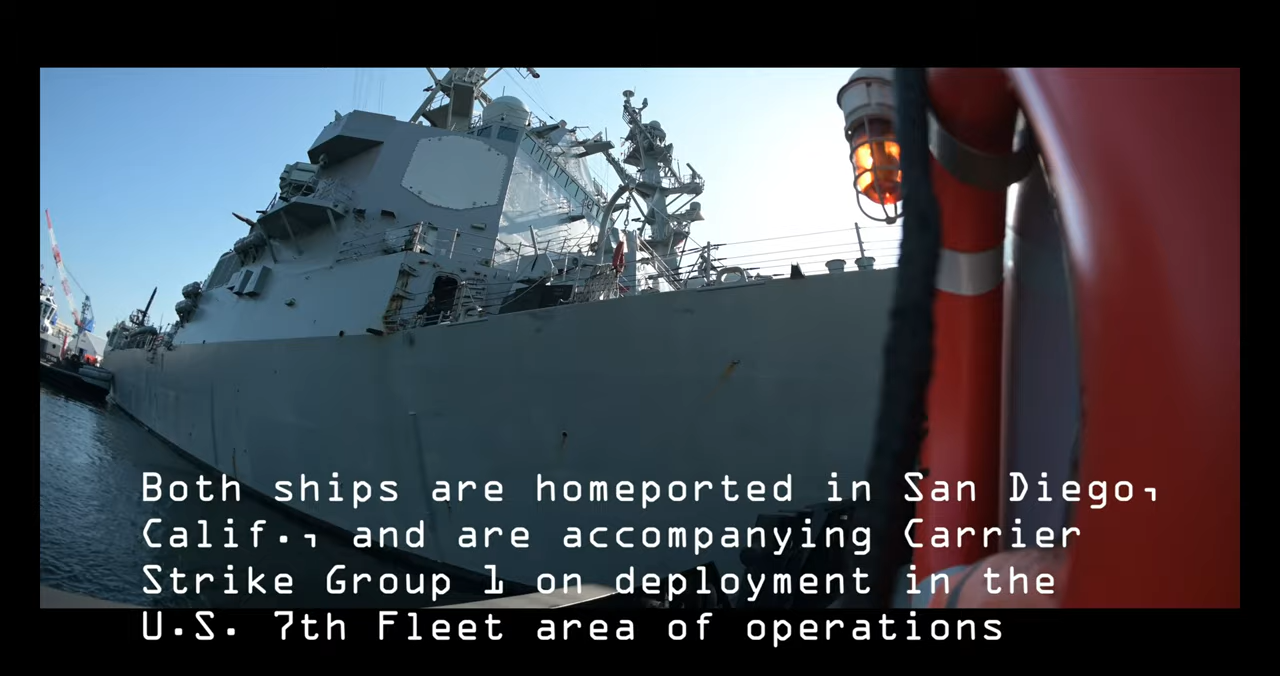 Both ships are homeported in San Diego,
Calif., and are accompanying Carrier
Strike Group 1 on deployment in the
U.S. 7th Fleet area of operations